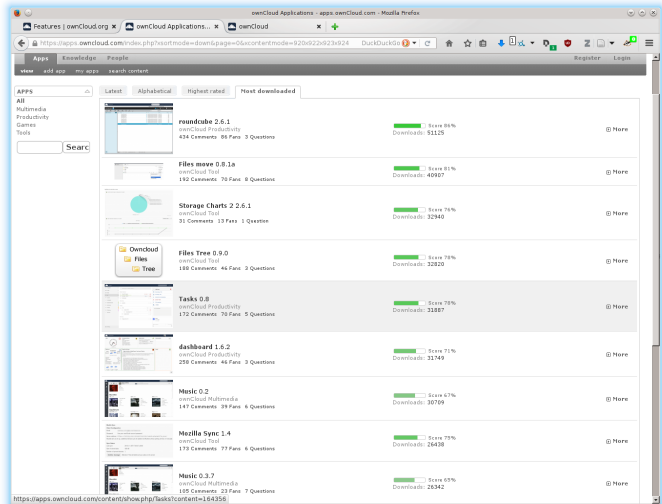 ownCloud Applications - apps.ownCloud.com - Mozilla Firefox
Features | ownCloud.org
ownCloud Applications...
ownCloud
https://apps.owncloud.com/index.php?xsortmode=down&page=0&xcontentmode=920x922x923x924
DuckDuckGo
Apps Knowledge People
Register Login
view add app my apps search content
APPS
All
Multimedia
Productivity
Games
Tools
Searc
Latest Alphabetical Highest rated Most downloaded
roundcube 2.6.1
ownCloud Productivity
434 Comments 86 Fans 3 Questions
Score 86%
Downloads: 51125
More
Files move 0.8.1a
ownCloud Tool
192 Comments 70 Fans 8 Questions
Score 81%
Downloads: 40907
More
Storage Charts 2 2.6.1
ownCloud Tool
31 Comments 13 Fans 1 Question
Score 76%
Downloads: 32940
More
Owncloud
Files
Tree
Files Tree 0.9.0
ownCloud Tool
188 Comments 46 Fans 3 Questions
Score 78%
Downloads: 32820
More
Tasks 0.8
ownCloud Productivity
172 Comments 70 Fans 5 Questions
Score 78%
Downloads: 31887
More
dashboard 1.6.2
ownCloud Productivity
250 Comments 46 Fans 3 Questions
Score 71%
Downloads: 31749
More
Music 0.2
ownCloud Multimedia
147 Comments 39 Fans 6 Questions
Score 67%
Downloads: 30709
More
Mozilla Sync 1.4
ownCloud Tool
173 Comments 77 Fans 6 Questions
Score 75%
Downloads: 26438
More
Music 0.3.7
ownCloud Multimedia
105 Comments 23 Fans 7 Questions
Score 65%
Downloads: 26342
More
https://apps.owncloud.com/content/show.php/Tasks?content=164356